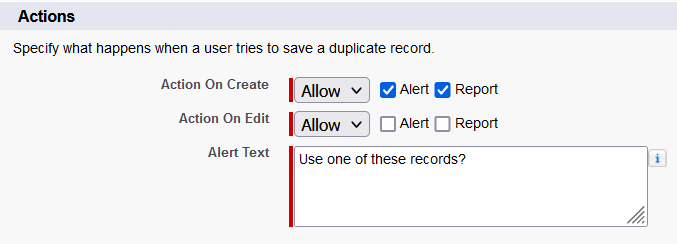 Actions
Specify what happens when a user tries to save a duplicate record.
Action On Create Allow Alert Report
Action On Edit Allow Alert Report
Alert Text Use one of these records? i